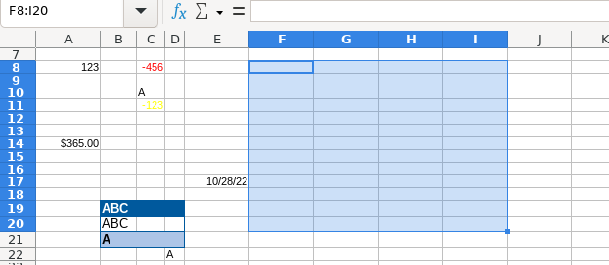 F8:I20 fx Σ =
A B C D E F G H I J K
7
8 123 -456
9
10 A
11 -123
12
13
14 $365.00
15
16
17 10/28/22
18
19 ABC
20 ABC
21 A
22 A